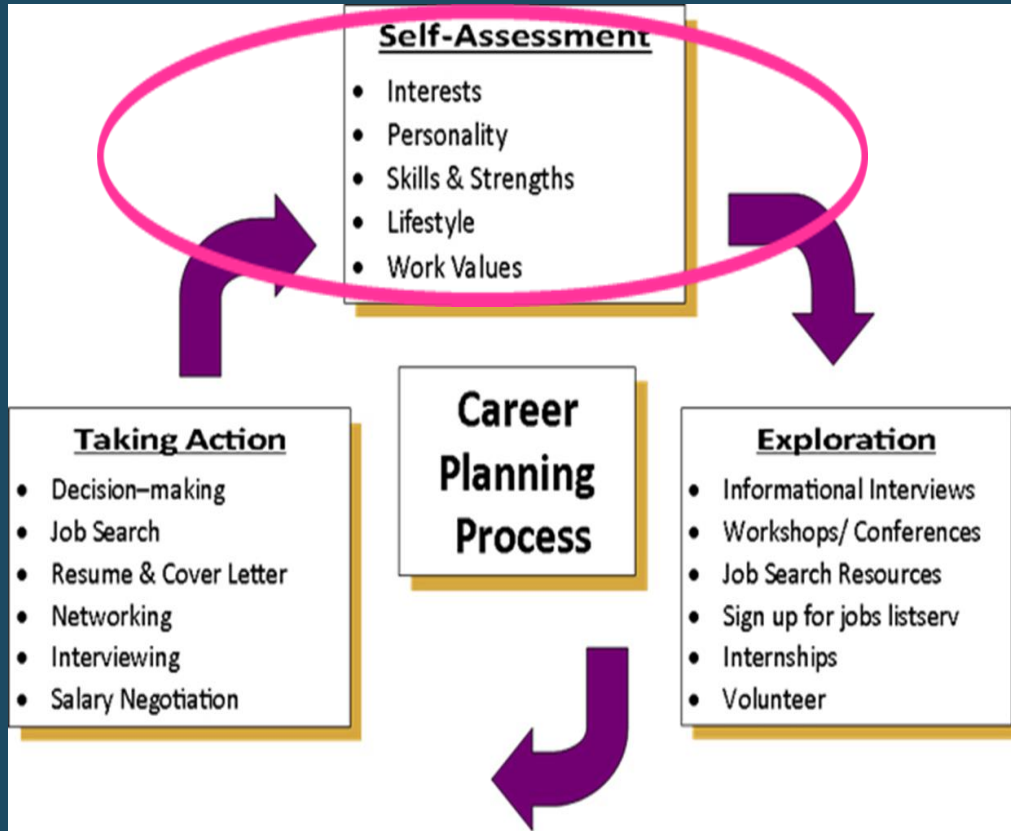 Self-Assessment
• Interests
• Personality
• Skills & Strengths
• Lifestyle
• Work Values
Career
Planning
Process
Taking Action
• Decision–making
• Job Search
• Resume & Cover Letter
• Networking
• Interviewing
• Salary Negotiation
Exploration
• Informational Interviews
• Workshops/ Conferences
• Job Search Resources
• Sign up for jobs listserv
• Internships
• Volunteer